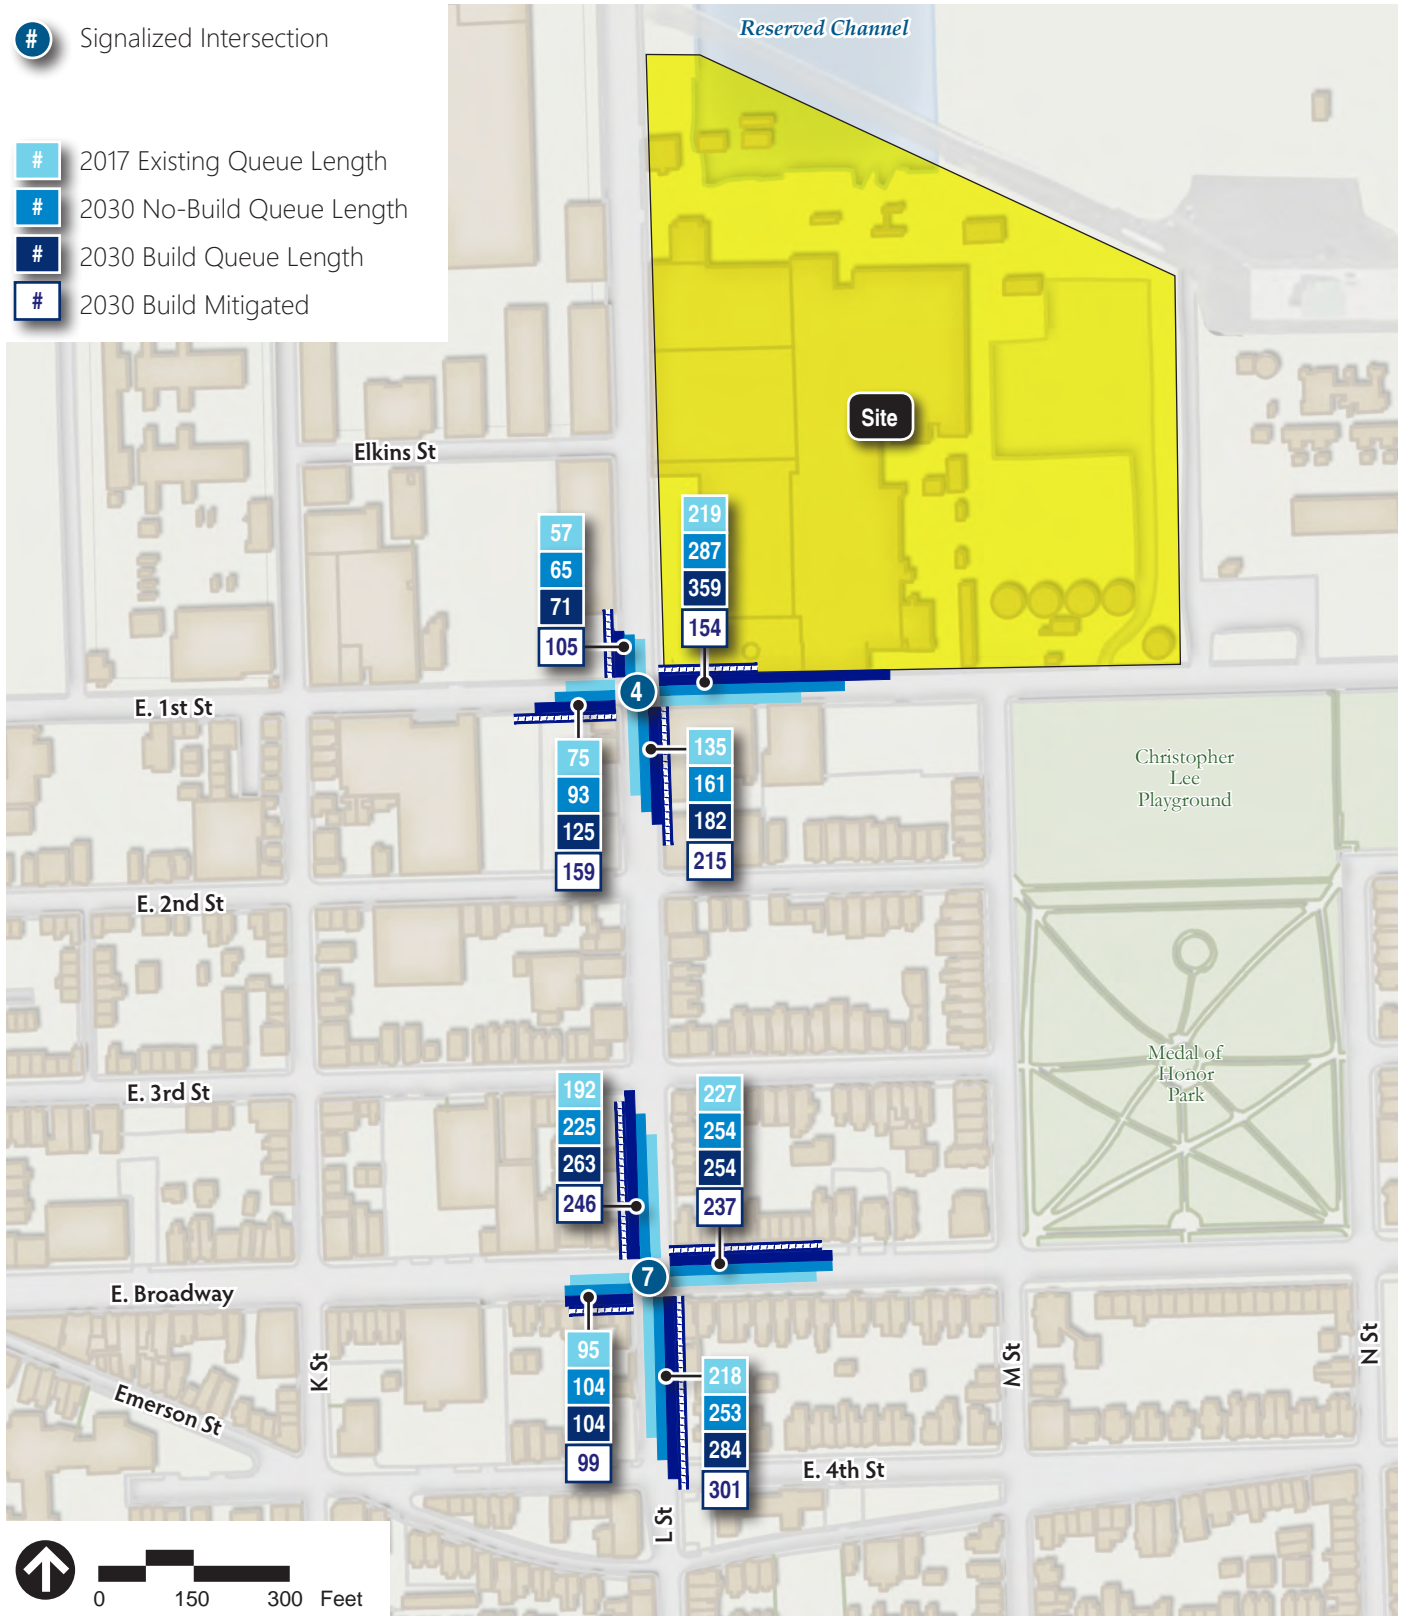 # Signalized Intersection
# 2017 Existing Queue Length
# 2030 No-Build Queue Length
# 2030 Build Queue Length
# 2030 Build Mitigated
Reserved Channel
Site
Elkins St
57
65
71
105
219
287
359
154
4
E. 1st St
75
93
125
159
135
161
182
215
Christopher
Lee
Playground
E. 2nd St
Medal of
Honor
Park
E. 3rd St
192
225
263
246
227
254
254
237
7
E. Broadway
95
104
104
99
218
253
284
301
K St
L St
M St
N St
Emerson St
E. 4th St
0 150 300 Feet